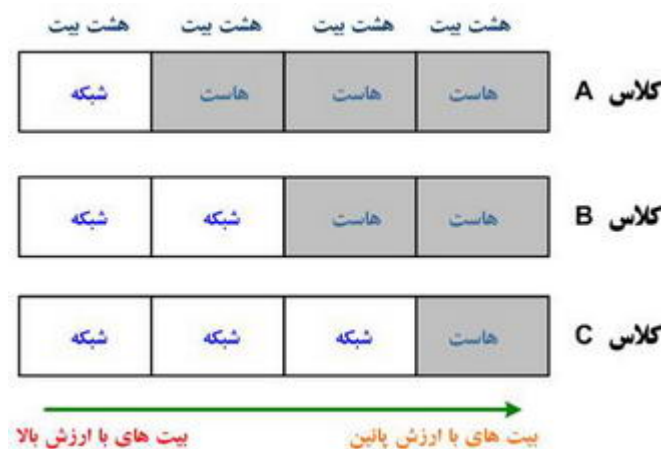 هشت بیت هشت بیت هشت بیت هشت بیت
کلاس A هاست هاست هاست شبکه
کلاس B هاست هاست شبکه شبکه
کلاس C هاست شبکه شبکه شبکه
بیت های با ارزش پائین بیت های با ارزش بالا